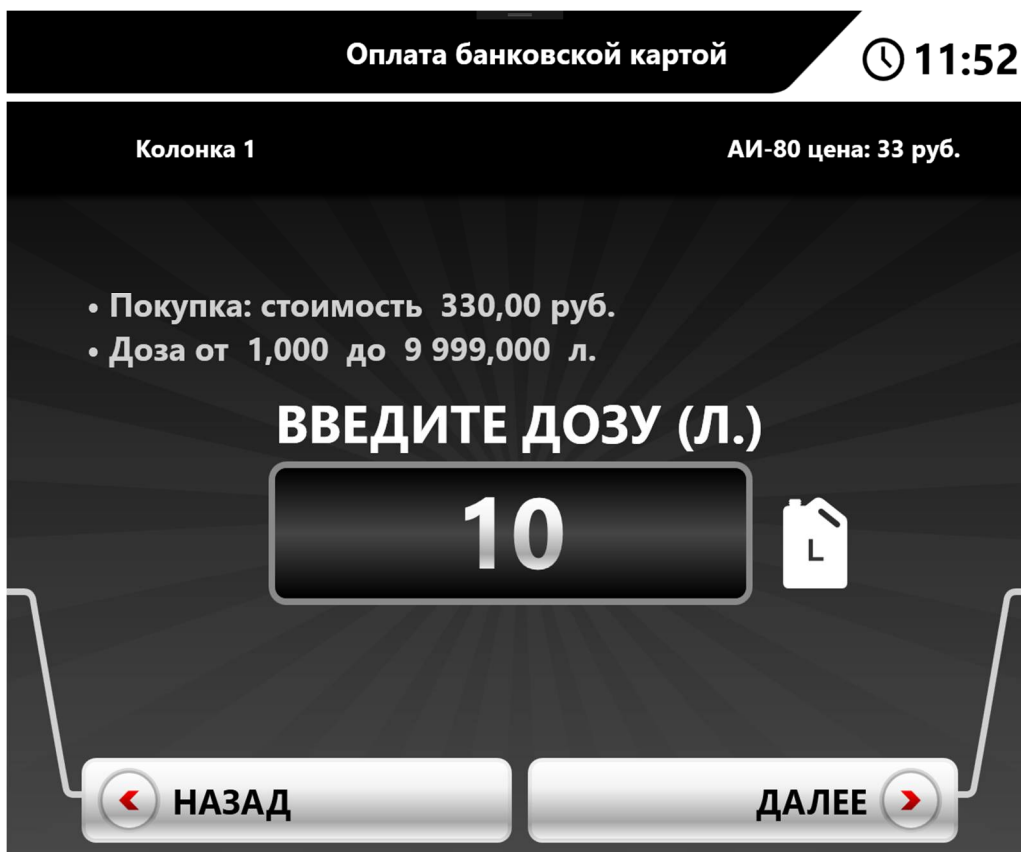 Оплата банковской картой
11:52
Колонка 1
АИ-80 цена: 33 руб.
• Покупка: стоимость 330,00 руб.
• Доза от 1,000 до 9 999,000 л.
ВВЕДИТЕ ДОЗУ (Л.)
10
L
НАЗАД
ДАЛЕЕ